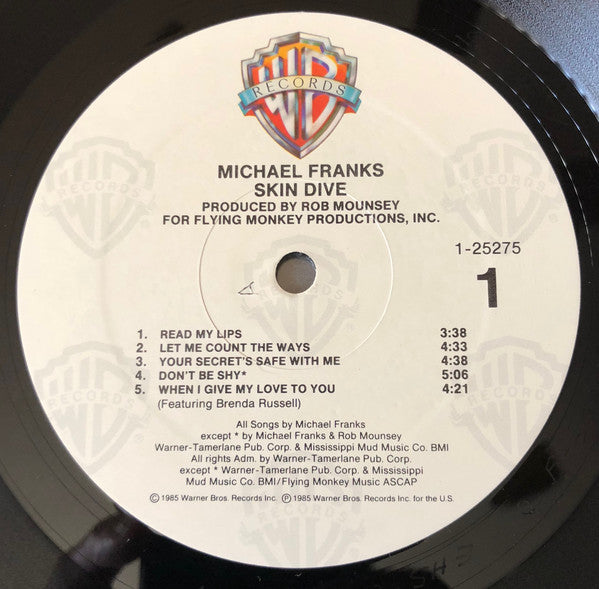 WB
RECORDS
MICHAEL FRANKS
SKIN DIVE
PRODUCED BY ROB MOUNSEY
FOR FLYING MONKEY PRODUCTIONS, INC.
1-25275
1
1. READ MY LIPS 3:38
2. LET ME COUNT THE WAYS 4:33
3. YOUR SECRET'S SAFE WITH ME 4:38
4. DON'T BE SHY* 5:06
5. WHEN I GIVE MY LOVE TO YOU 4:21
(Featuring Brenda Russell)
All Songs by Michael Franks
except * by Michael Franks & Rob Mounsey
Warner-Tamerlane Pub. Corp. & Mississippi Mud Music Co. BMI
All rights Adm. by Warner-Tamerlane Pub. Corp.
except * Warner-Tamerlane Pub. Corp. & Mississippi
Mud Music Co. BMI/Flying Monkey Music ASCAP
© 1985 Warner Bros. Records Inc. ℗ 1985 Warner Bros. Records Inc. for the U.S.